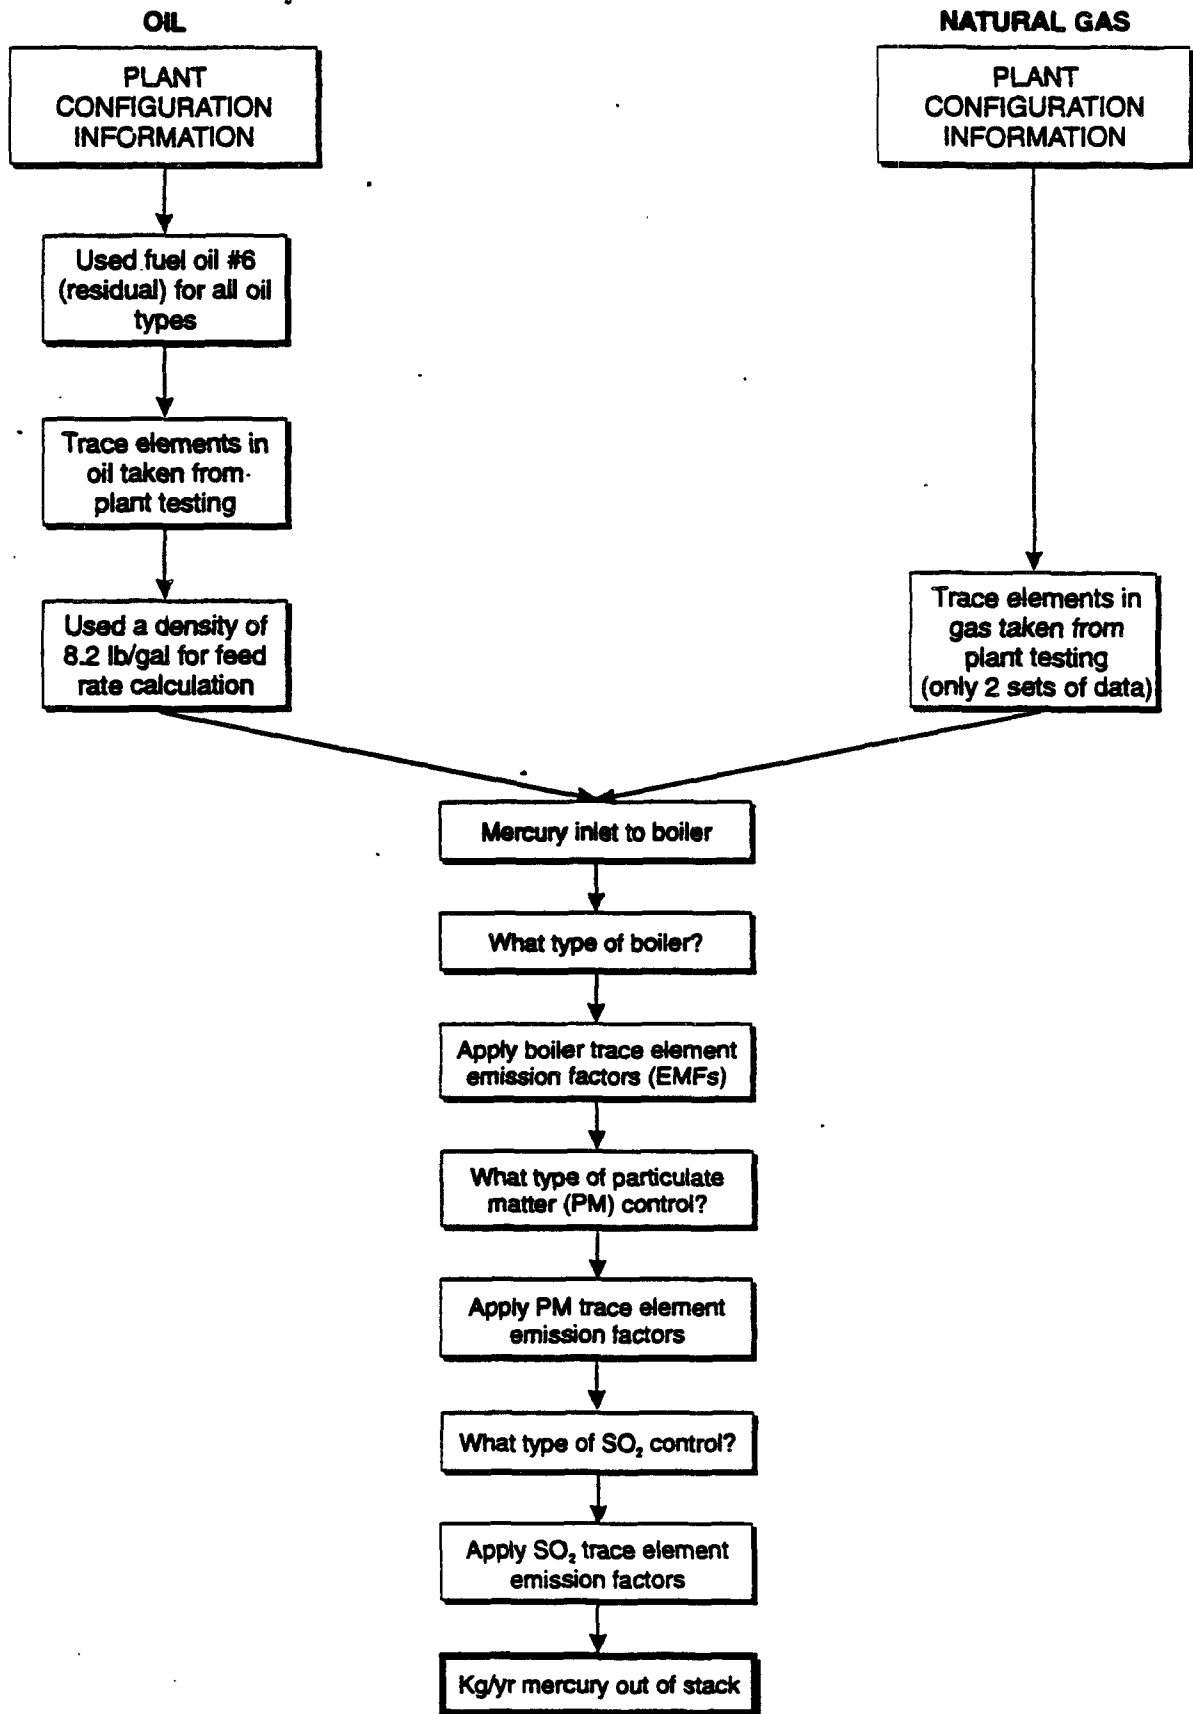 OIL
PLANT
CONFIGURATION
INFORMATION
Used fuel oil #6
(residual) for all oil
types
Trace elements in
oil taken from
plant testing
Used a density of
8.2 lb/gal for feed
rate calculation
NATURAL GAS
PLANT
CONFIGURATION
INFORMATION
Trace elements in
gas taken from
plant testing
(only 2 sets of data)
Mercury inlet to boiler
What type of boiler?
Apply boiler trace element
emission factors (EMFs)
What type of particulate
matter (PM) control?
Apply PM trace element
emission factors
What type of SO₂ control?
Apply SO₂ trace element
emission factors
Kg/yr mercury out of stack